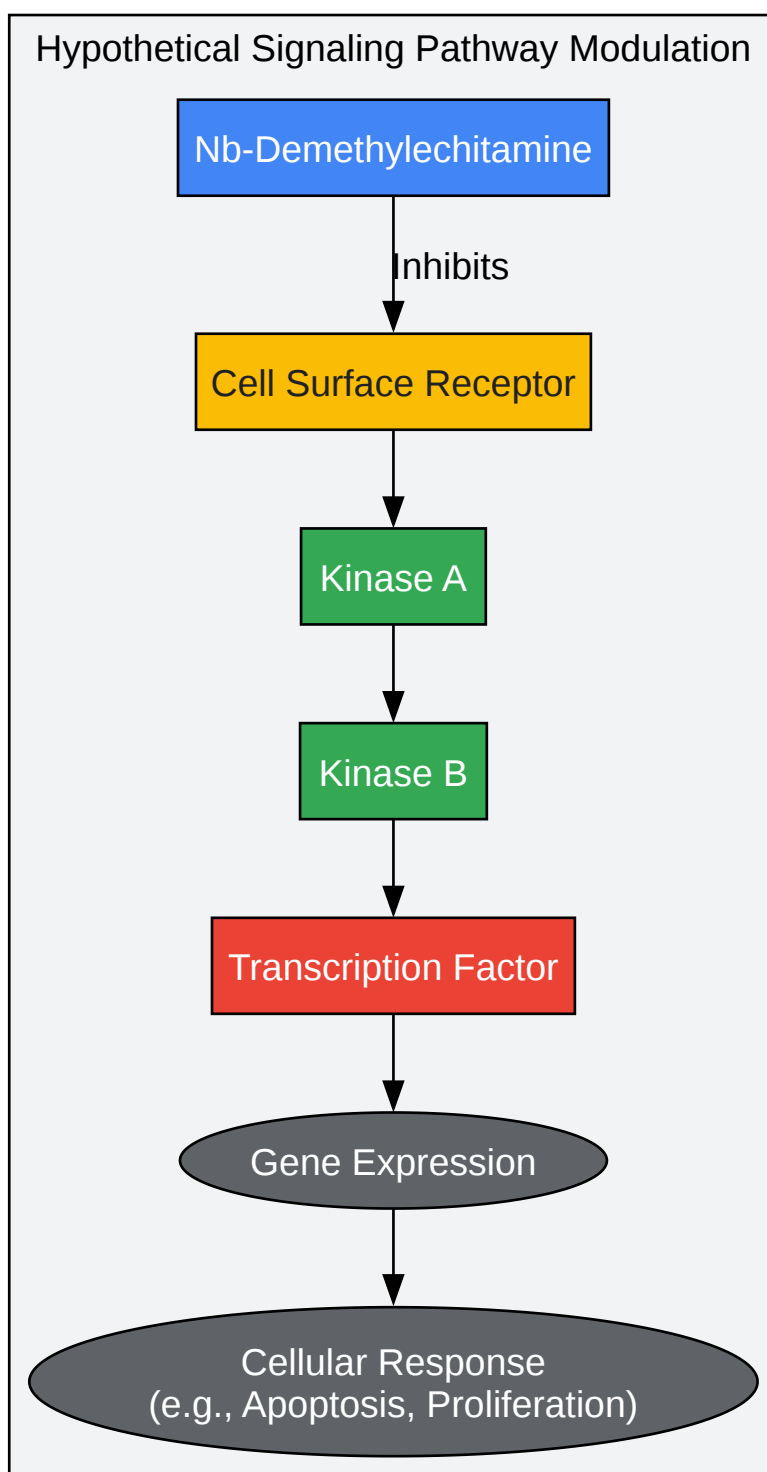 Hypothetical Signaling Pathway Modulation
Nb-Demethylechitamine
Inhibits
Cell Surface Receptor
Kinase A
Kinase B
Transcription Factor
Gene Expression
Cellular Response
(e.g., Apoptosis, Proliferation)